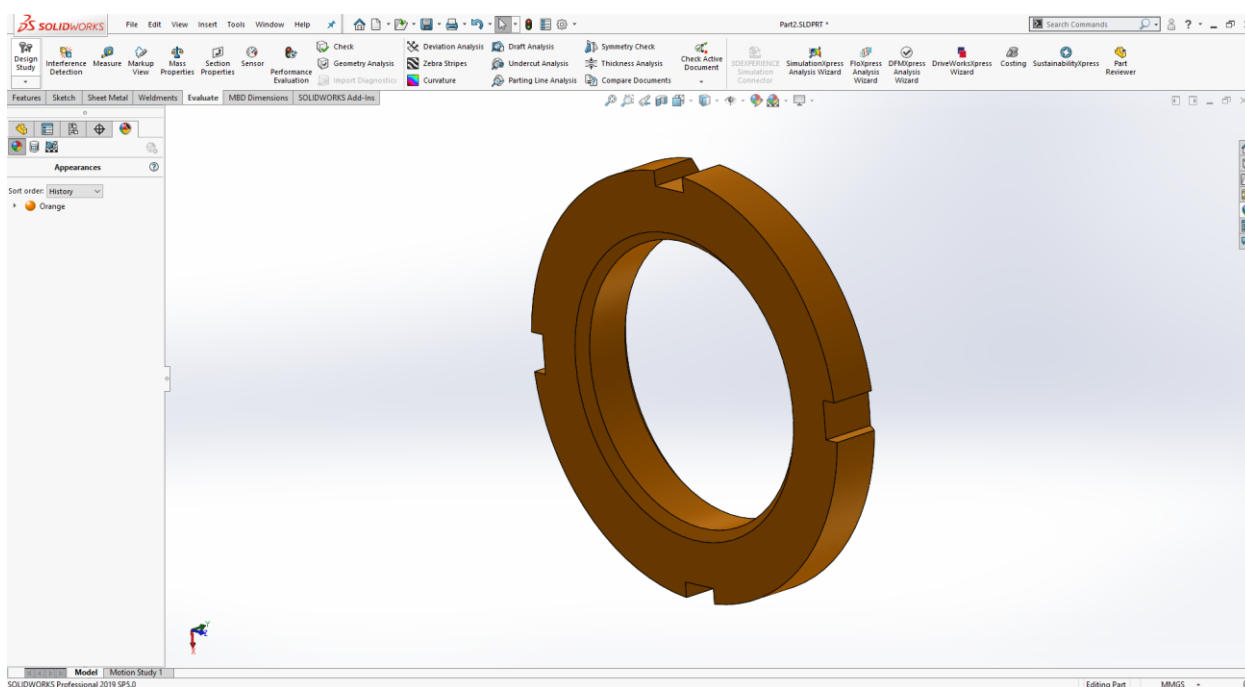 SOLIDWORKS File Edit View Insert Tools Window Help Part2.SLDPRT * Search Commands
Design Study
Interference Detection
Measure
Markup View
Mass Properties
Section Properties
Sensor
Performance Evaluation
Check
Geometry Analysis
Import Diagnostics
Deviation Analysis
Zebra Stripes
Curvature
Draft Analysis
Undercut Analysis
Parting Line Analysis
Symmetry Check
Thickness Analysis
Compare Documents
Check Active Document
3DEXPERIENCE Simulation Connector
SimulationXpress Analysis Wizard
FloXpress Analysis Wizard
DFMXpress Analysis Wizard
DriveWorksXpress Wizard
Costing
SustainabilityXpress
Part Reviewer
Features Sketch Sheet Metal Weldments Evaluate MBD Dimensions SOLIDWORKS Add-Ins
Appearances
Sort order: History
Orange
Model Motion Study 1
SOLIDWORKS Professional 2019 SP5.0 Editing Part MMGS